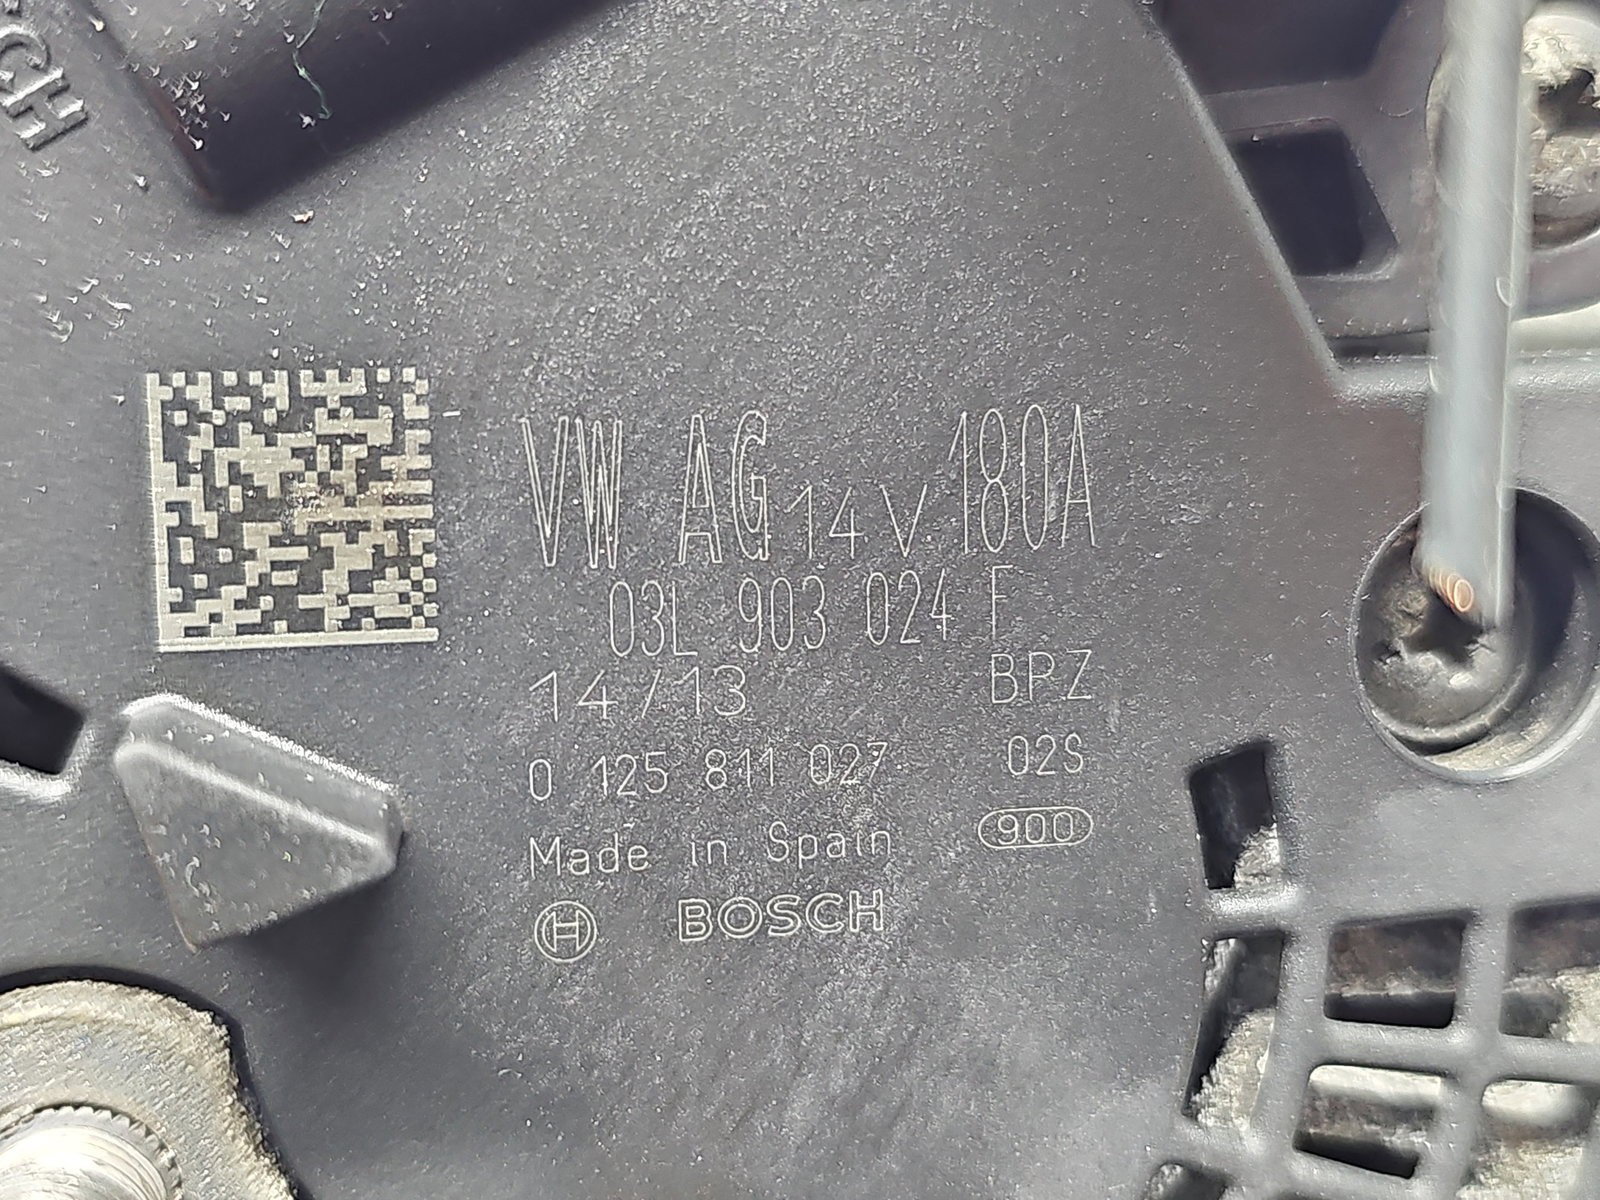 CH
VW AG 14V 180A
03L 903 024 F
14/13 BPZ
0 125 811 027 02S
Made in Spain 900
BOSCH